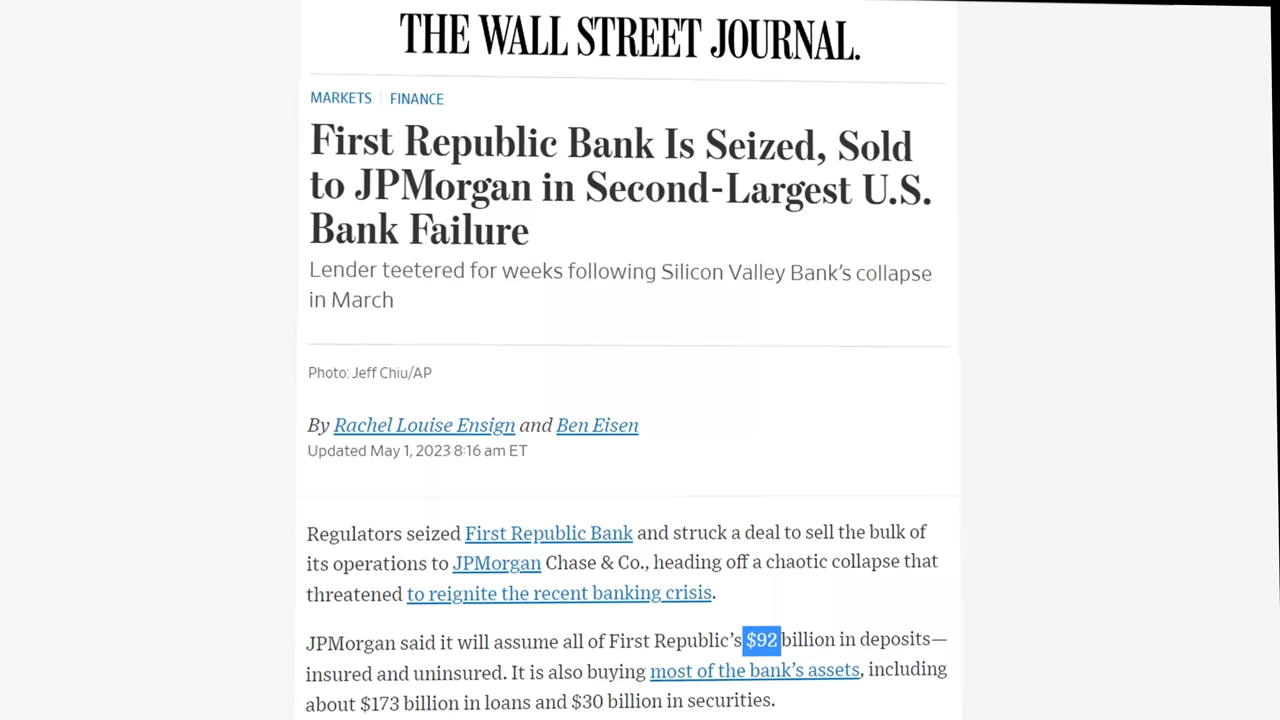 THE WALL STREET JOURNAL.
MARKETS | FINANCE
First Republic Bank Is Seized, Sold
to JPMorgan in Second-Largest U.S.
Bank Failure
Lender teetered for weeks following Silicon Valley Bank’s collapse
in March
Photo: Jeff Chiu/AP
By Rachel Louise Ensign and Ben Eisen
Updated May 1, 2023 8:16 am ET
Regulators seized First Republic Bank and struck a deal to sell the bulk of
its operations to JPMorgan Chase & Co., heading off a chaotic collapse that
threatened to reignite the recent banking crisis.
JPMorgan said it will assume all of First Republic’s $92 billion in deposits—
insured and uninsured. It is also buying most of the bank’s assets, including
about $173 billion in loans and $30 billion in securities.